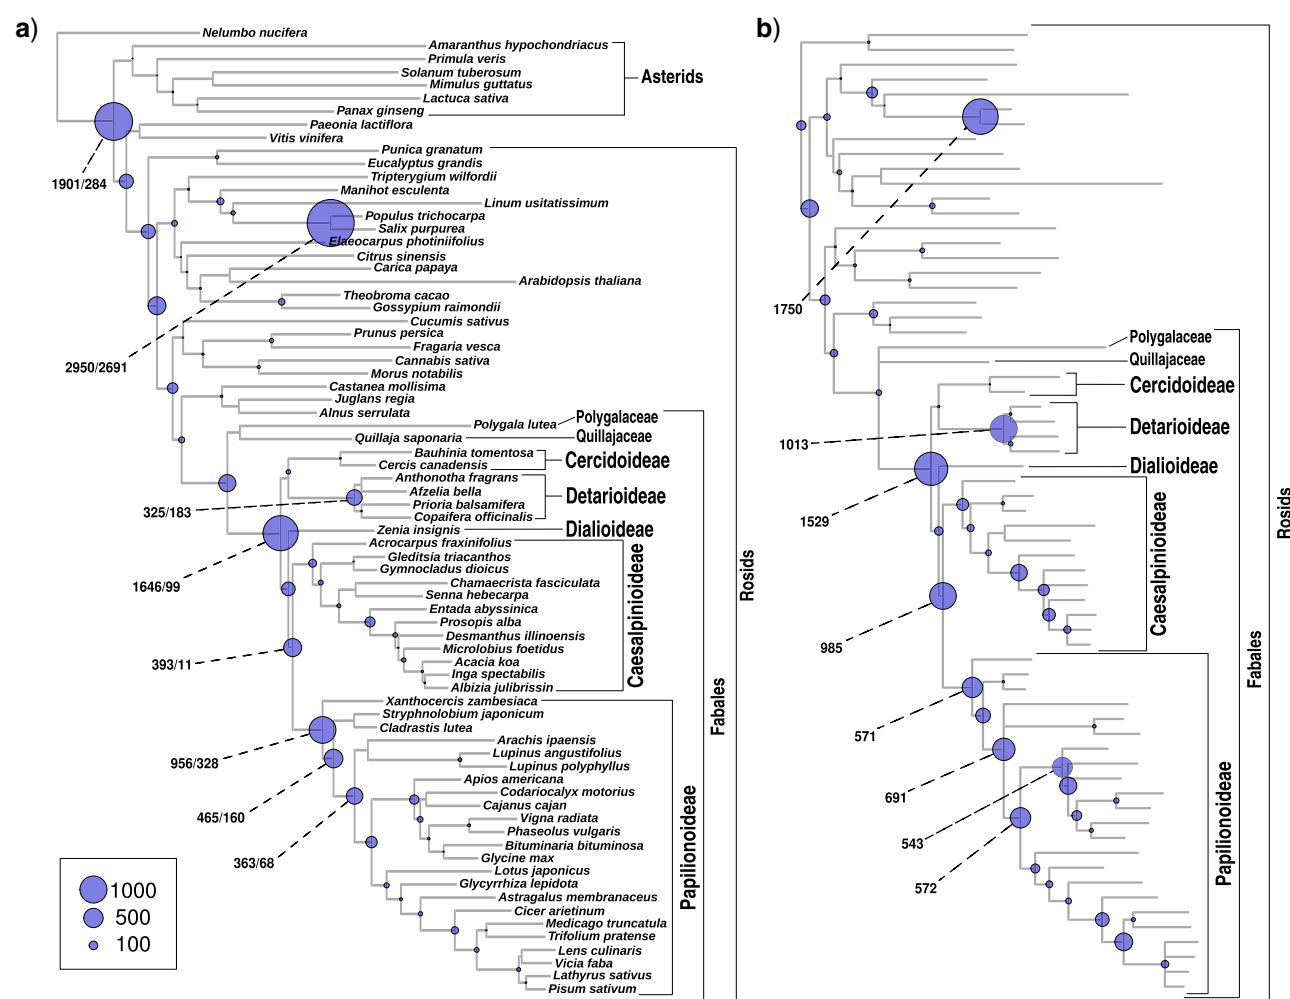 a)
Nelumbo nucifera
Amaranthus hypochondriacus
Primula veris
Solanum tuberosum
Mimulus guttatus
Lactuca sativa
Panax ginseng
Asterids
Paeonia lactiflora
Vitis vinifera
Punica granatum
Eucalyptus grandis
Tripterygium wilfordii
Manihot esculenta
Linum usitatissimum
Populus trichocarpa
Salix purpurea
Elaeocarpus photiniifolius
Citrus sinensis
Carica papaya
Arabidopsis thaliana
Theobroma cacao
Gossypium raimondii
Cucumis sativus
Prunus persica
Fragaria vesca
Cannabis sativa
Morus notabilis
Castanea mollisima
Juglans regia
Alnus serrulata
Polygala lutea
Polygalaceae
Quillaja saponaria
Quillajaceae
Bauhinia tomentosa
Cercis canadensis
Cercidoideae
Anthonotha fragrans
Afzelia bella
Prioria balsamifera
Copaifera officinalis
Detarioideae
Zenia insignis
Dialioideae
Acrocarpus fraxinifolius
Gleditsia triacanthos
Gymnocladus dioicus
Chamaecrista fasciculata
Senna hebecarpa
Entada abyssinica
Prosopis alba
Desmanthus illinoensis
Microlobius foetidus
Acacia koa
Inga spectabilis
Albizia julibrissin
Caesalpinioideae
Xanthocercis zambesiaca
Stryphnolobium japonicum
Cladrastis lutea
Arachis ipaensis
Lupinus angustifolius
Lupinus polyphyllus
Apios americana
Codariocalyx motorius
Cajanus cajan
Vigna radiata
Phaseolus vulgaris
Bituminaria bituminosa
Glycine max
Lotus japonicus
Glycyrrhiza lepidota
Astragalus membranaceus
Cicer arietinum
Medicago truncatula
Trifolium pratense
Lens culinaris
Vicia faba
Lathyrus sativus
Pisum sativum
Papilionoideae
Fabales
Rosids
1901/284
2950/2691
325/183
1646/99
393/11
956/328
465/160
363/68
1000
500
100
b)
1750
Polygalaceae
Quillajaceae
Cercidoideae
Detarioideae
Dialioideae
Caesalpinioideae
Papilionoideae
Fabales
Rosids
1013
1529
985
571
691
543
572